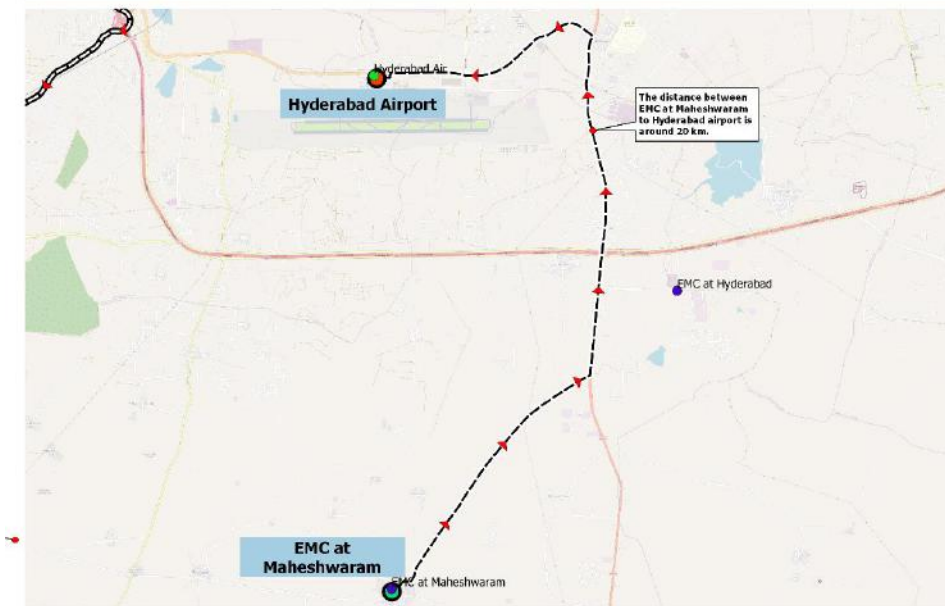 Hyderabad Air
Hyderabad Airport
The distance between
EMC at Maheshwaram
to Hyderabad airport is
around 20 km.
EMC at Hyderabad
EMC at
Maheshwaram
EMC at Maheshwaram